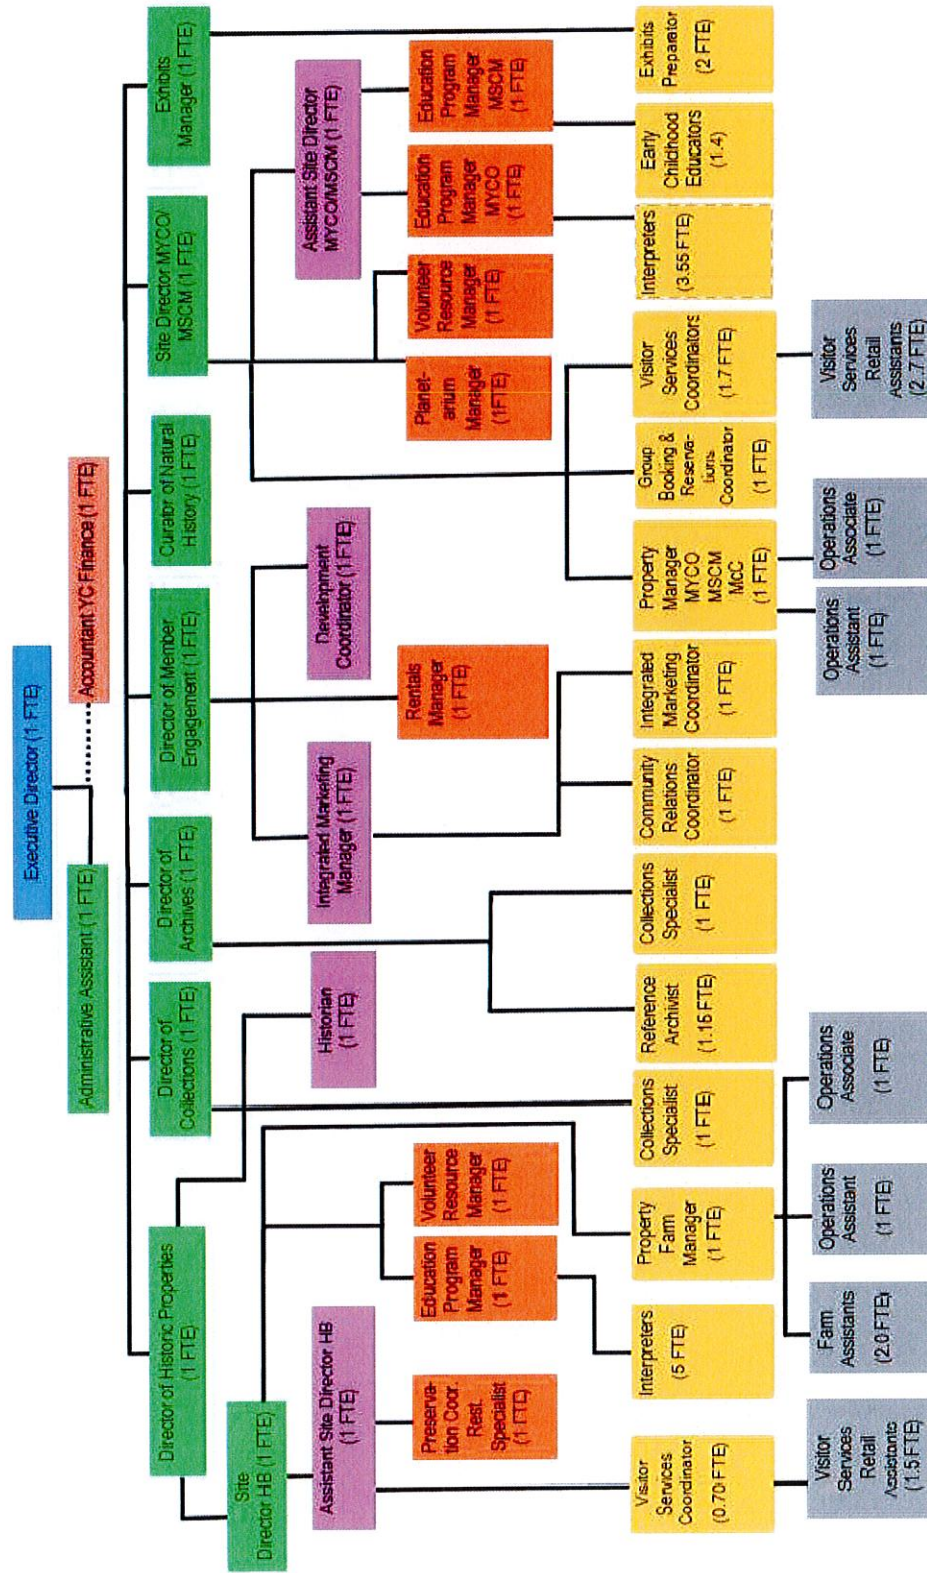 Executive Director (1 FTE)
Administrative Assistant (1 FTE)
Accountant YC Finance (1 FTE)
Director of Historic Properties
(1 FTE)
Director of
Collections (1 FTE)
Director of
Archives (1 FTE)
Director of Member
Engagement (1 FTE)
Curator of Natural
History (1 FTE)
Site Director MYCO/
MSCM (1 FTE)
Exhibits
Manager (1 FTE)
Site
Director HB (1 FTE)
Assistant Site Director HB
(1 FTE)
Historian
(1 FTE)
Integrated Marketing
Manager (1 FTE)
Development
Coordinator (1 FTE)
Assistant Site Director
MYCO/MSCM (1 FTE)
Preserva-
tion Coor.
Rest.
Specialist
(1 FTE)
Education
Program
Manager
(1 FTE)
Volunteer
Resource
Manager
(1 FTE)
Rentals
Manager
(1 FTE)
Planet-
arium
Manager
(1FTE)
Volunteer
Resource
Manager
(1 FTE)
Education
Program
Manager
MYCO
(1 FTE)
Education
Program
Manager
MSCM
(1 FTE)
Visitor
Services
Coordinator
(0.70 FTE)
Interpreters
(5 FTE)
Property
Farm
Manager
(1 FTE)
Collections
Specialist
(1 FTE)
Reference
Archivist
(1.15 FTE)
Collections
Specialist
(1 FTE)
Community
Relations
Coordinator
(1 FTE)
Integrated
Marketing
Coordinator
(1 FTE)
Property
Manager
MYCO
MSCM
McC
(1 FTE)
Group
Booking &
Reserva-
tions
Coordinator
(1 FTE)
Visitor
Services
Coordinators
(1.7 FTE)
Interpreters
(3.55 FTE)
Early
Childhood
Educators
(1.4)
Exhibits
Preparator
(2 FTE)
Visitor
Services
Retail
Assistants
(1.5 FTE)
Farm
Assistants
(2.0 FTE)
Operations
Assistant
(1 FTE)
Operations
Associate
(1 FTE)
Operations
Assistant
(1 FTE)
Operations
Associate
(1 FTE)
Visitor
Services
Retail
Assistants
(2 .7 FTE)